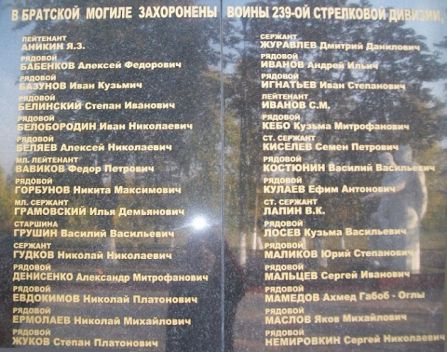 В БРАТСКОЙ МОГИЛЕ ЗАХОРОНЕНЫ ВОИНЫ 239-ОЙ СТРЕЛКОВОЙ ДИВИЗИИ
ЛЕЙТЕНАНТ
АНИКИН Я.З.
РЯДОВОЙ
БАБЕНКОВ Алексей Федорович
РЯДОВОЙ
БАЗУНОВ Иван Кузьмич
РЯДОВОЙ
БЕЛИНСКИЙ Степан Иванович
РЯДОВОЙ
БЕЛОБОРОДИН Иван Николаевич
РЯДОВОЙ
БЕЛЯЕВ Алексей Николаевич
МЛ. ЛЕЙТЕНАНТ
ВАВИКОВ Федор Петрович
РЯДОВОЙ
ГОРБУНОВ Никита Максимович
МЛ. СЕРЖАНТ
ГРАМОВСКИЙ Илья Демьянович
СТАРШИНА
ГРУШИН Василий Васильевич
СЕРЖАНТ
ГУДКОВ Николай Николаевич
РЯДОВОЙ
ДЕНИСЕНКО Александр Митрофанович
РЯДОВОЙ
ЕВДОКИМОВ Николай Платонович
РЯДОВОЙ
ЕРМОЛАЕВ Николай Михайлович
РЯДОВОЙ
ЖУКОВ Степан Платонович
СЕРЖАНТ
ЖУРАВЛЕВ Дмитрий Данилович
РЯДОВОЙ
ИВАНОВ Андрей Ильич
РЯДОВОЙ
ИГНАТЬЕВ Иван Степанович
ЛЕЙТЕНАНТ
ИВАНОВ С.М.
РЯДОВОЙ
КЕБО Кузьма Митрофанович
СТ. СЕРЖАНТ
КИСЕЛЕВ Семен Петрович
РЯДОВОЙ
КОСТЮНИН Василий Васильевич
РЯДОВОЙ
КУЛАЕВ Ефим Антонович
СТ. СЕРЖАНТ
ЛАПИН В.К.
РЯДОВОЙ
ЛОСЕВ Кузьма Васильевич
РЯДОВОЙ
МАЛИКОВ Юрий Степанович
РЯДОВОЙ
МАЛЬЦЕВ Сергей Иванович
РЯДОВОЙ
МАМЕДОВ Ахмед Габоб - Оглы
РЯДОВОЙ
МАСЛОВ Яков Михайлович
РЯДОВОЙ
НЕМИРОВКИН Сергей Николаевич